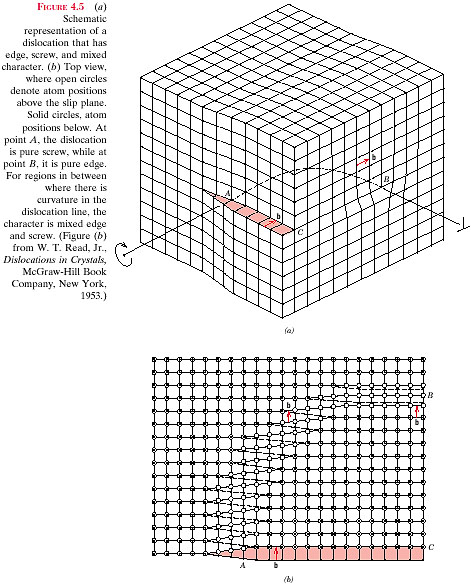 FIGURE 4.5 (a)
Schematic
representation of a
dislocation that has
edge, screw, and mixed
character. (b) Top view,
where open circles
denote atom positions
above the slip plane.
Solid circles, atom
positions below. At
point A, the dislocation
is pure screw, while at
point B, it is pure edge.
For regions in between
where there is
curvature in the
dislocation line, the
character is mixed edge
and screw. (Figure (b)
from W. T. Read, Jr.,
Dislocations in Crystals,
McGraw-Hill Book
Company, New York,
1953.)
b
B
A
b
C
(a)
B
b
b
C
A
b
(b)